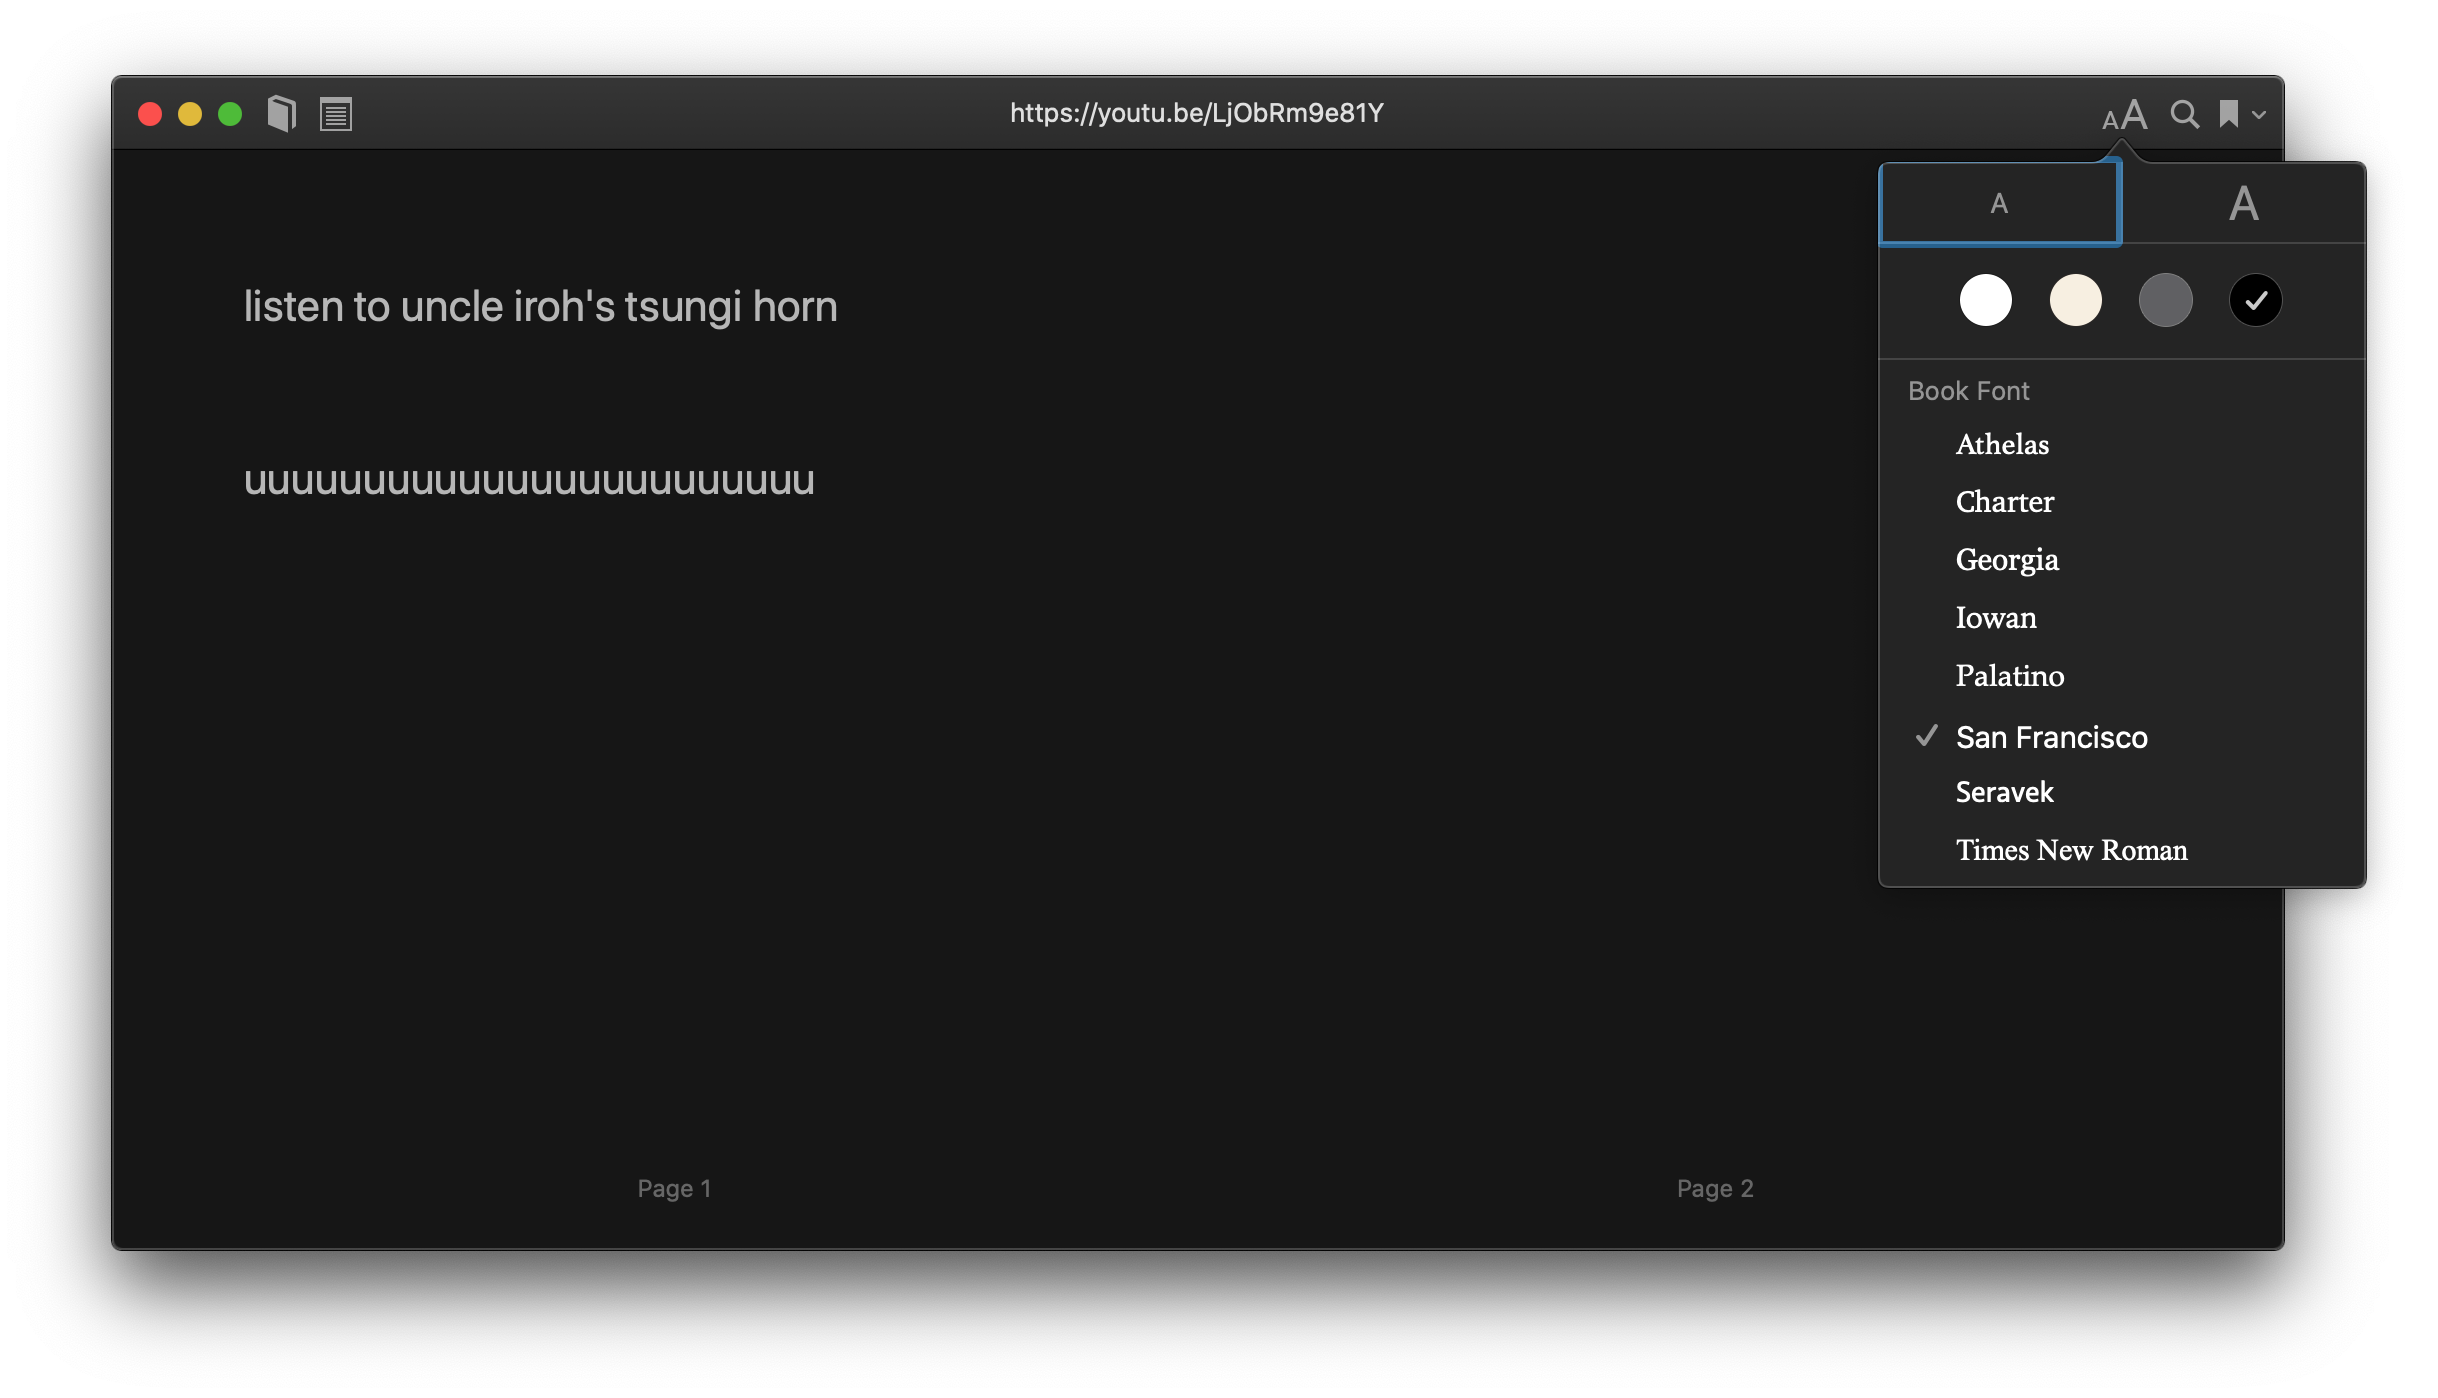 https://youtu.be/LjObRm9e81Y
AA
A A
listen to uncle iroh's tsungi horn
uuuuuuuuuuuuuuuuuuuuuuuu
Book Font
Athelas
Charter
Georgia
Iowan
Palatino
San Francisco
Seravek
Times New Roman
Page 1
Page 2